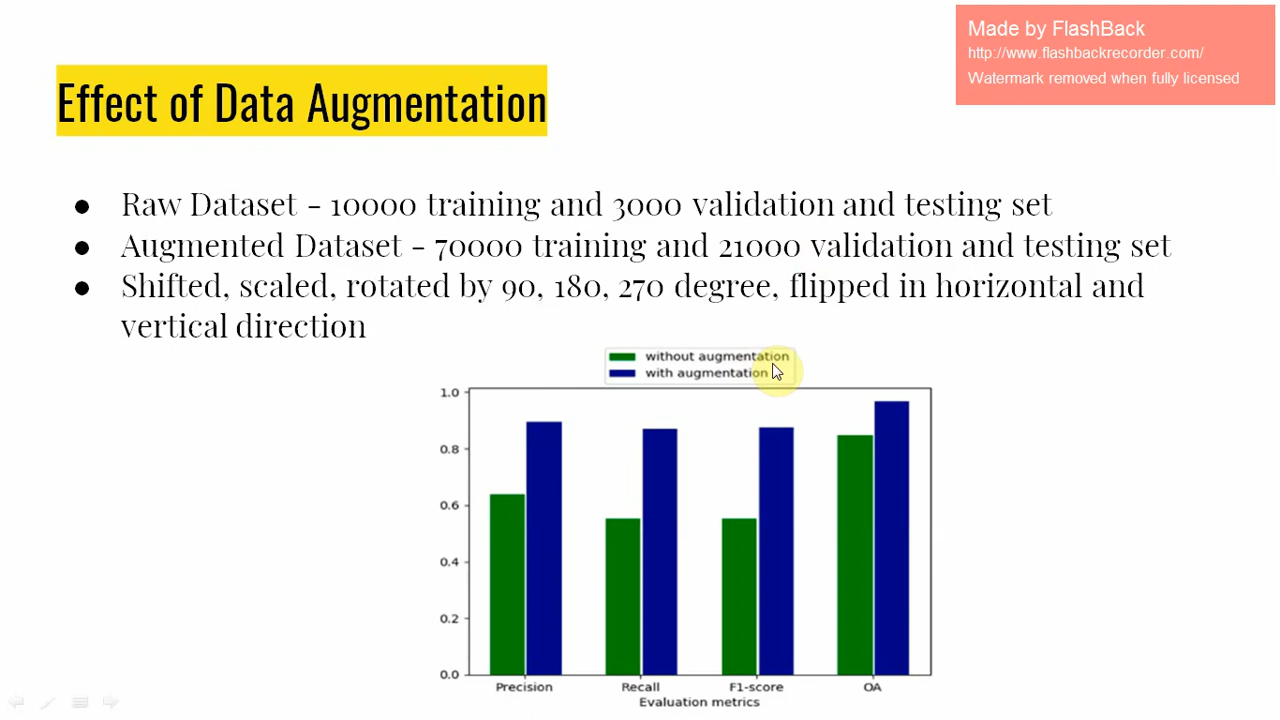 Made by FlashBack
http://www.flashbackrecorder.com/
Watermark removed when fully licensed
Effect of Data Augmentation
● Raw Dataset - 10000 training and 3000 validation and testing set
● Augmented Dataset - 70000 training and 21000 validation and testing set
● Shifted, scaled, rotated by 90, 180, 270 degree, flipped in horizontal and
vertical direction
without augmentation
with augmentation
1.0
0.8
0.6
0.4
0.2
0.0
Precision Recall F1-score OA
Evaluation metrics